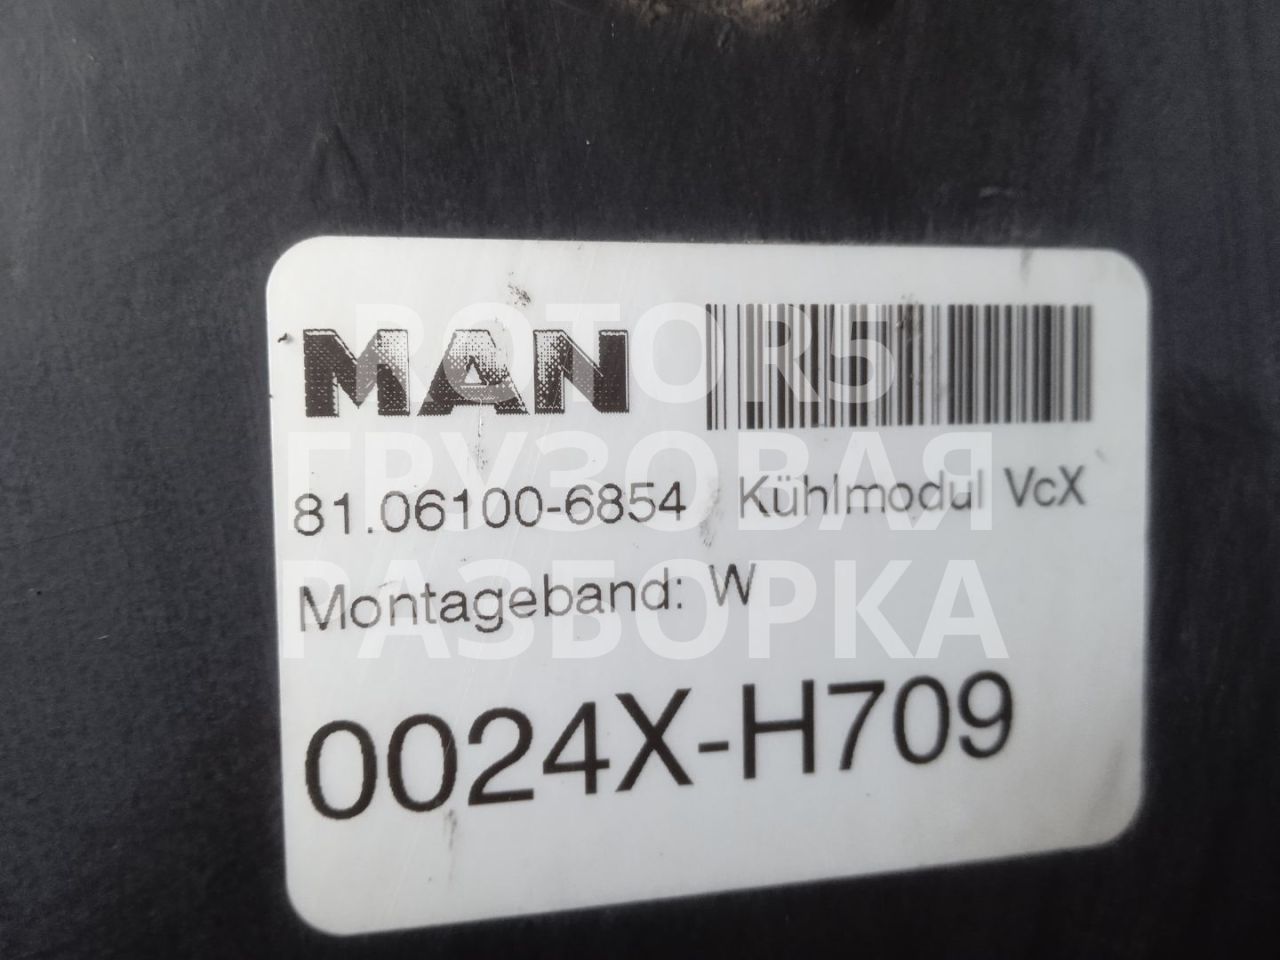 MAN
81.06100-6854 Kühlmodul VcX
Montageband: W
0024X-H709
ROTOR5
ГРУЗОВАЯ
РАЗБОРКА